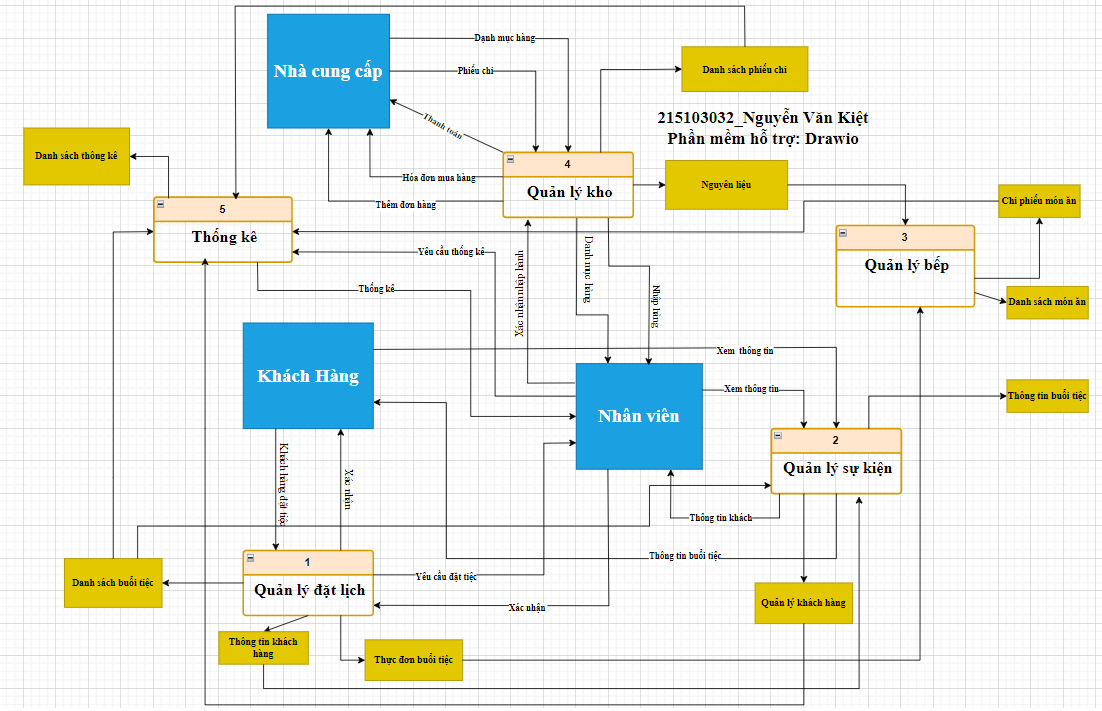 Nhà cung cấp
Danh mục hàng
Phiếu chi
Thanh toán
Hóa đơn mua hàng
Thêm đơn hàng
Danh sách phiếu chi
215103032_Nguyễn Văn Kiệt
Phần mềm hỗ trợ: Drawio
Danh sách thống kê
4
Quản lý kho
Nguyên liệu
Chi phiếu món ăn
5
Thống kê
3
Quản lý bếp
Danh sách món ăn
Yêu cầu thống kê
Thống kê
Xác nhận nhập hành
Danh mục hàng
Nhập hàng
Khách Hàng
Xem thông tin
Nhân viên
Xem thông tin
Thông tin buổi tiệc
2
Quản lý sự kiện
Khách hàng đặt tiệc
Xác nhận
Thông tin khách
Thông tin buổi tiệc
1
Quản lý đặt lịch
Yêu cầu đặt tiệc
Xác nhận
Danh sách buổi tiệc
Quản lý khách hàng
Thông tin khách
hàng
Thực đơn buổi tiệc